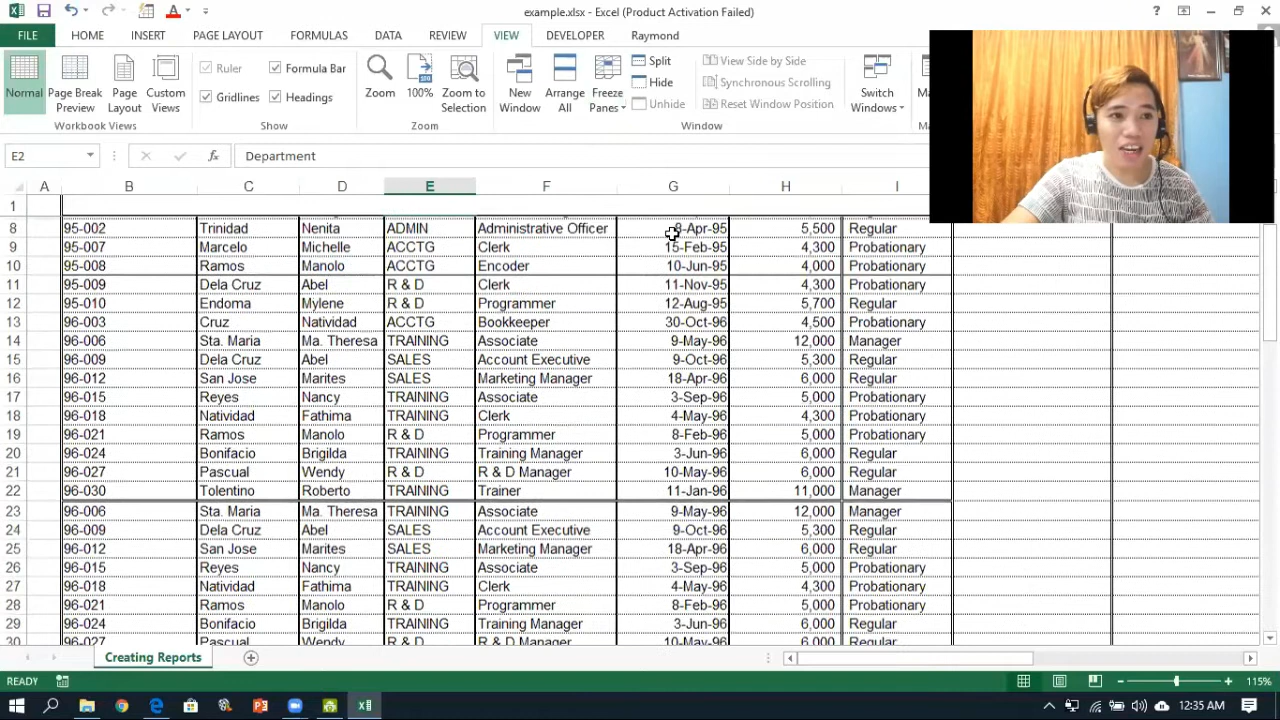 example.xlsx - Excel (Product Activation Failed)
FILE HOME INSERT PAGE LAYOUT FORMULAS DATA REVIEW VIEW DEVELOPER Raymond
Normal
Page Break Preview
Page Layout
Custom Views
Workbook Views
Ruler
Formula Bar
Gridlines
Headings
Show
Zoom
100%
Zoom to Selection
Zoom
New Window
Arrange All
Freeze Panes
Split
Hide
Unhide
View Side by Side
Synchronous Scrolling
Reset Window Position
Window
Switch Windows
E2 fx Department
A B C D E F G H I
1
8 95-002 Trinidad Nenita ADMIN Administrative Officer 8-Apr-95 5,500 Regular
9 95-007 Marcelo Michelle ACCTG Clerk 15-Feb-95 4,300 Probationary
10 95-008 Ramos Manolo ACCTG Encoder 10-Jun-95 4,000 Probationary
11 95-009 Dela Cruz Abel R & D Clerk 11-Nov-95 4,300 Probationary
12 95-010 Endoma Mylene R & D Programmer 12-Aug-95 5,700 Regular
13 96-003 Cruz Natividad ACCTG Bookkeeper 30-Oct-96 4,500 Probationary
14 96-006 Sta. Maria Ma. Theresa TRAINING Associate 9-May-96 12,000 Manager
15 96-009 Dela Cruz Abel SALES Account Executive 9-Oct-96 5,300 Regular
16 96-012 San Jose Marites SALES Marketing Manager 18-Apr-96 6,000 Regular
17 96-015 Reyes Nancy TRAINING Associate 3-Sep-96 5,000 Probationary
18 96-018 Natividad Fathima TRAINING Clerk 4-May-96 4,300 Probationary
19 96-021 Ramos Manolo R & D Programmer 8-Feb-96 5,000 Probationary
20 96-024 Bonifacio Brigilda TRAINING Training Manager 3-Jun-96 6,000 Regular
21 96-027 Pascual Wendy R & D R & D Manager 10-May-96 6,000 Regular
22 96-030 Tolentino Roberto TRAINING Trainer 11-Jan-96 11,000 Manager
23 96-006 Sta. Maria Ma. Theresa TRAINING Associate 9-May-96 12,000 Manager
24 96-009 Dela Cruz Abel SALES Account Executive 9-Oct-96 5,300 Regular
25 96-012 San Jose Marites SALES Marketing Manager 18-Apr-96 6,000 Regular
26 96-015 Reyes Nancy TRAINING Associate 3-Sep-96 5,000 Probationary
27 96-018 Natividad Fathima TRAINING Clerk 4-May-96 4,300 Probationary
28 96-021 Ramos Manolo R & D Programmer 8-Feb-96 5,000 Probationary
29 96-024 Bonifacio Brigilda TRAINING Training Manager 3-Jun-96 6,000 Regular
30 96-027 Pascual Wendy R & D R & D Manager 10-May-96 6,000 Regular
Creating Reports
READY 115%
12:35 AM